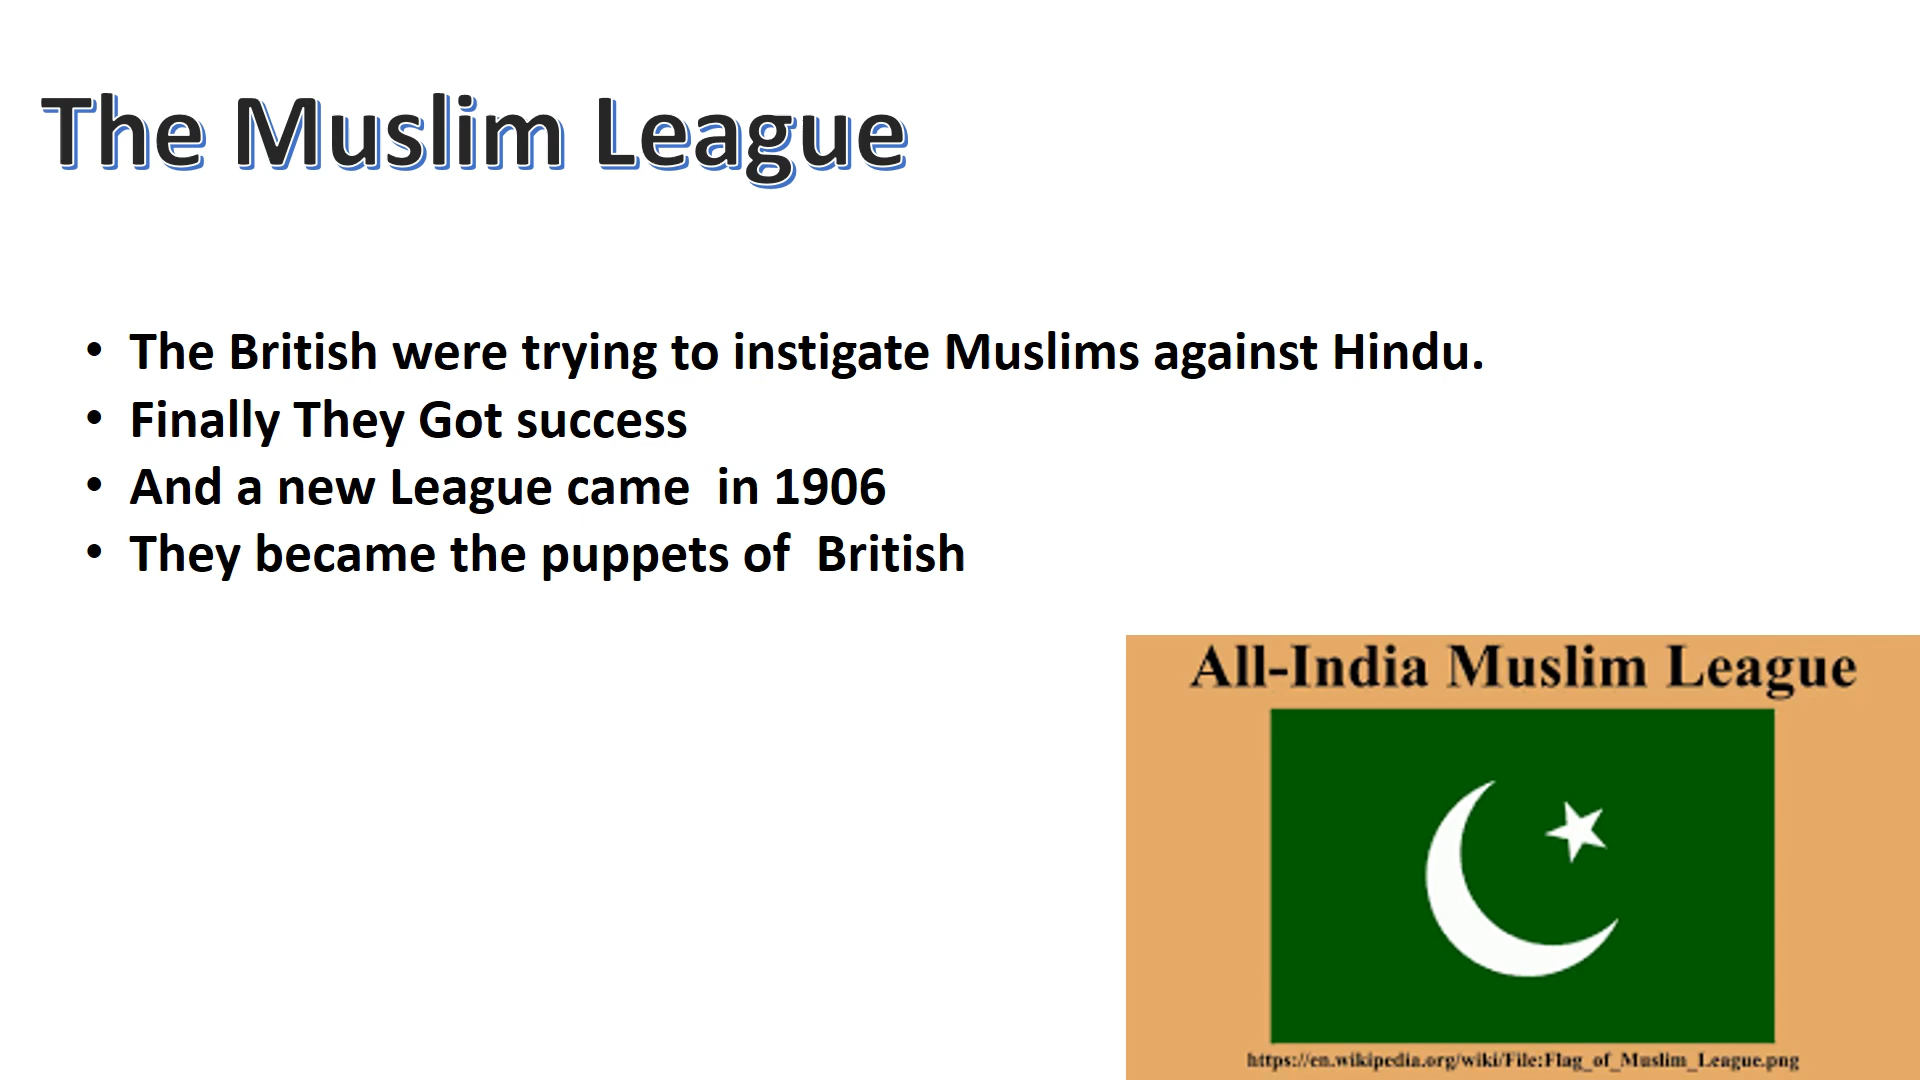 The Muslim League
• The British were trying to instigate Muslims against Hindu.
• Finally They Got success
• And a new League came  in 1906
• They became the puppets of  British
All-India Muslim League
https://en.wikipedia.org/wiki/File:Flag_of_Muslim_League.png